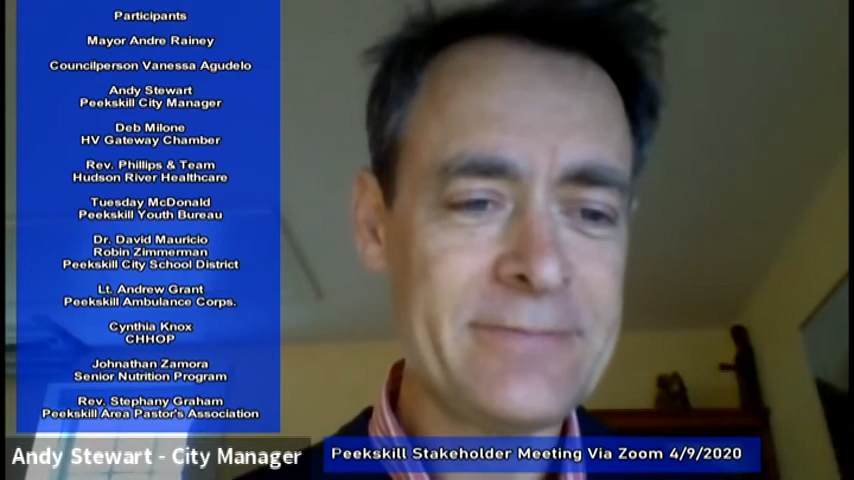 Participants
Mayor Andre Rainey
Councilperson Vanessa Agudelo
Andy Stewart
Peekskill City Manager
Deb Milone
HV Gateway Chamber
Rev. Phillips & Team
Hudson River Healthcare
Tuesday McDonald
Peekskill Youth Bureau
Dr. David Mauricio
Robin Zimmerman
Peekskill City School District
Lt. Andrew Grant
Peekskill Ambulance Corps.
Cynthia Knox
CHHOP
Johnathan Zamora
Senior Nutrition Program
Rev. Stephany Graham
Peekskill Area Pastor's Association
Andy Stewart - City Manager
Peekskill Stakeholder Meeting Via Zoom 4/9/2020